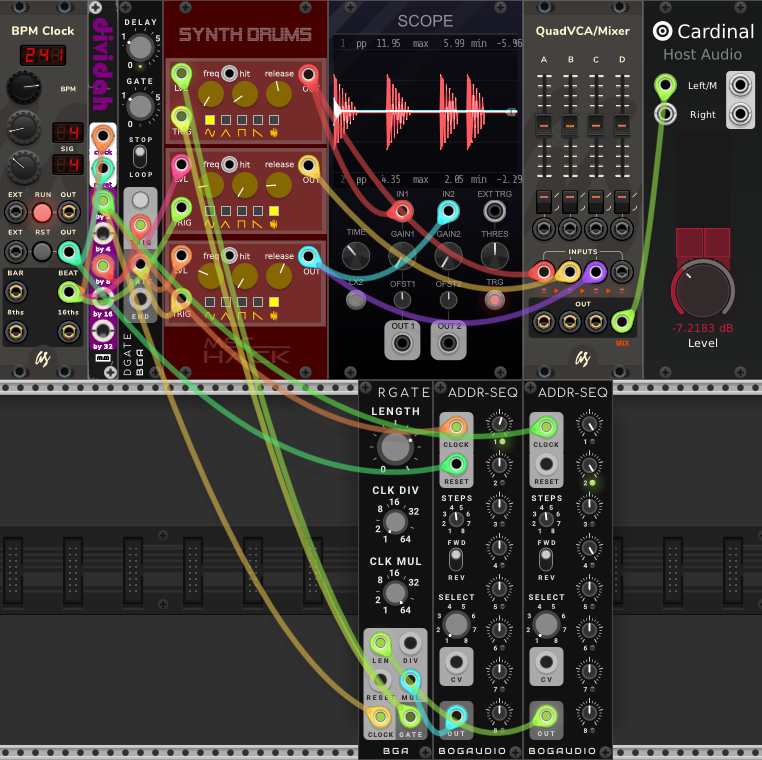 BPM Clock
241
BPM
4
SIG
4
EXT RUN OUT
EXT RST OUT
BAR BEAT
8ths 16ths
dividah
clock
by 4
by 8
by 16
by 32
DELAY
1 5
0
GATE
1 5
0
STOP
LOOP
TRIG
GATE
END
DGATE
BGA
SYNTH DRUMS
LVL freq hit release OUT
TRIG
LVL freq hit release OUT
TRIG
LVL freq hit release OUT
TRIG
HACK
SCOPE
1 pp 11.95 max 5.99 min -5.96
2 pp 4.35 max 2.05 min -2.29
IN1 IN2 EXT TRG
TIME GAIN1 GAIN2 THRES
OFST1 OFST2 TRG
OUT 1 OUT 2
QuadVCA/Mixer
A B C D
INPUTS
OUT
MIX
Cardinal
Host Audio
Left/M
Right
-7.2183 dB
Level
RGATE
LENGTH
0
CLK DIV
16
8 32
2
1 64
CLK MUL
16
8 32
2
1 64
LEN DIV
RESET MUL
CLOCK GATE
BGA
ADDR-SEQ
CLOCK
RESET
STEPS
4 5
3 6
2 7
1 8
FWD
REV
SELECT
4 5
3 6
2 7
1 8
CV
OUT
1
2
3
4
5
6
7
8
BOGAUDIO
ADDR-SEQ
CLOCK
RESET
STEPS
4 5
3 6
2 7
1 8
FWD
REV
SELECT
4 5
3 6
2 7
1 8
CV
OUT
1
2
3
4
5
6
7
8
BOGAUDIO